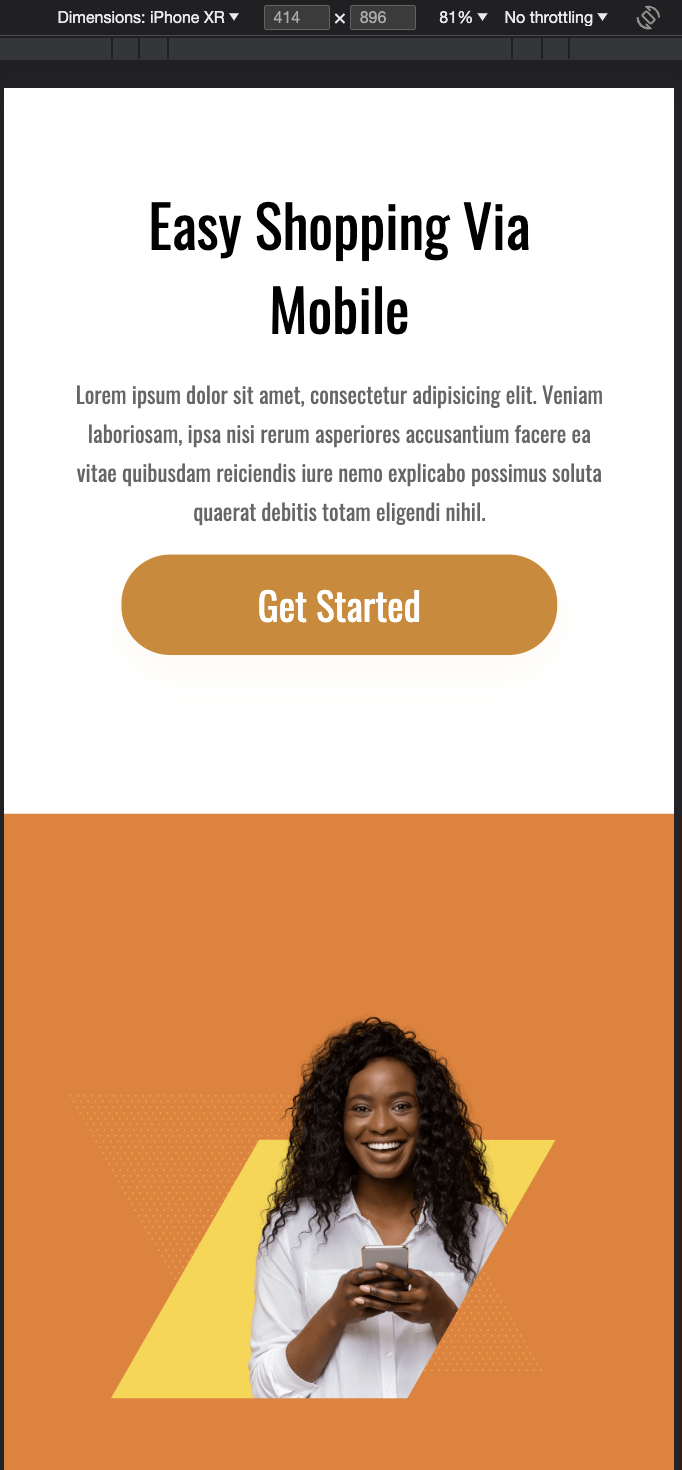 Dimensions: iPhone XR ▼ 414 × 896 81% ▼ No throttling ▼
Easy Shopping Via
Mobile
Lorem ipsum dolor sit amet, consectetur adipisicing elit. Veniam
laboriosam, ipsa nisi rerum asperiores accusantium facere ea
vitae quibusdam reiciendis iure nemo explicabo possimus soluta
quaerat debitis totam eligendi nihil.
Get Started